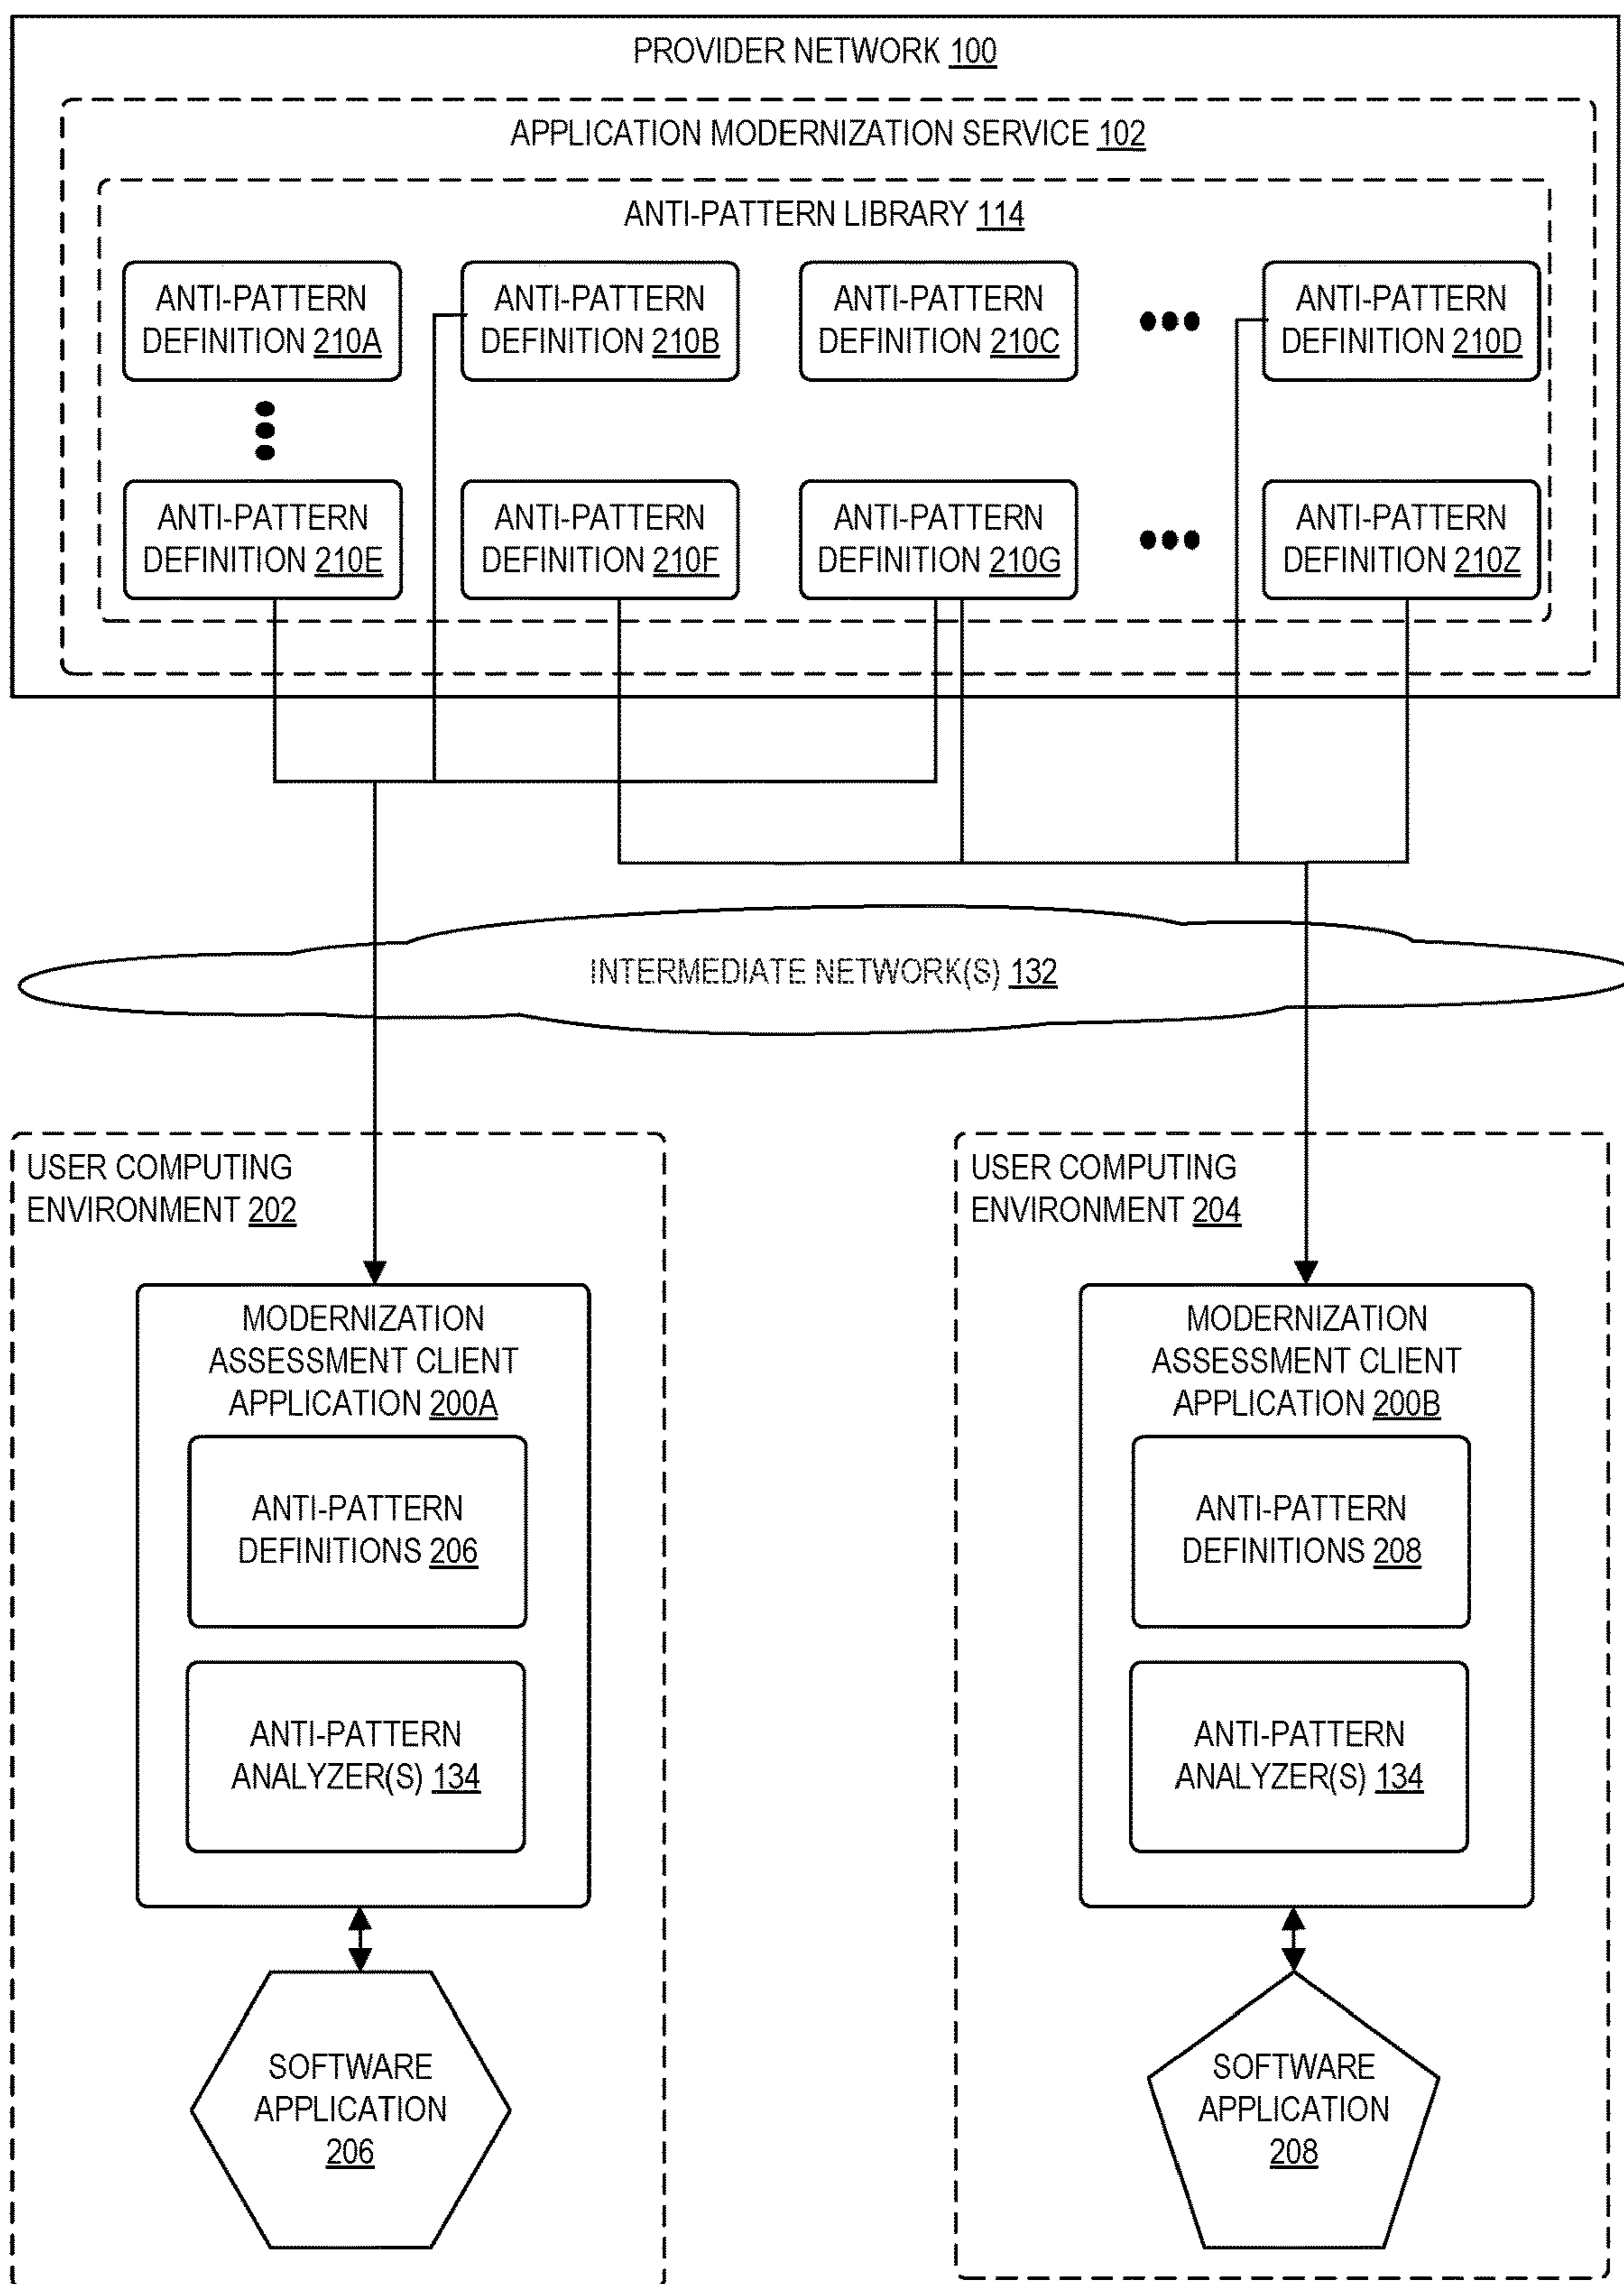 PROVIDER NETWORK 100
APPLICATION MODERNIZATION SERVICE 102
ANTI-PATTERN LIBRARY 114
ANTI-PATTERN
DEFINITION 210A
ANTI-PATTERN
DEFINITION 210B
ANTI-PATTERN
DEFINITION 210C
ANTI-PATTERN
DEFINITION 210D
ANTI-PATTERN
DEFINITION 210E
ANTI-PATTERN
DEFINITION 210F
ANTI-PATTERN
DEFINITION 210G
ANTI-PATTERN
DEFINITION 210Z
INTERMEDIATE NETWORK(S) 132
USER COMPUTING
ENVIRONMENT 202
MODERNIZATION
ASSESSMENT CLIENT
APPLICATION 200A
ANTI-PATTERN
DEFINITIONS 206
ANTI-PATTERN
ANALYZER(S) 134
SOFTWARE
APPLICATION
206
USER COMPUTING
ENVIRONMENT 204
MODERNIZATION
ASSESSMENT CLIENT
APPLICATION 200B
ANTI-PATTERN
DEFINITIONS 208
ANTI-PATTERN
ANALYZER(S) 134
SOFTWARE
APPLICATION
208